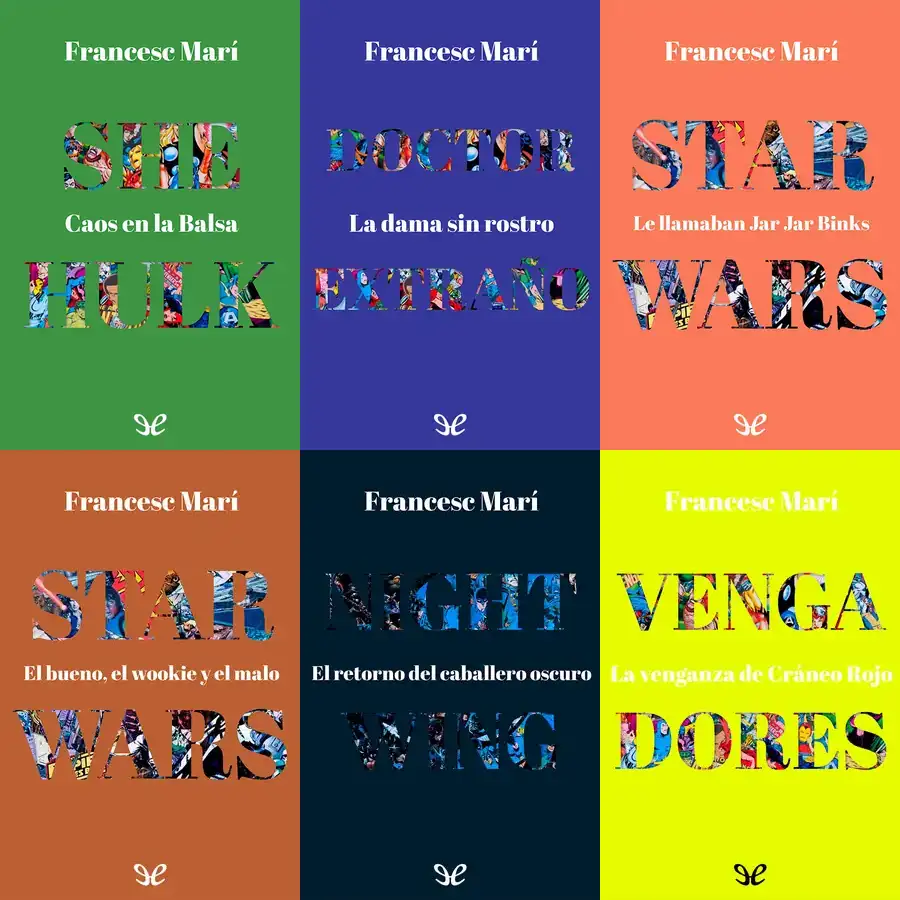 Francesc Marí
SHE
Caos en la Balsa
HULK
Francesc Marí
DOCTOR
La dama sin rostro
EXTRAÑO
Francesc Marí
STAR
Le llamaban Jar Jar Binks
WARS
Francesc Marí
STAR
El bueno, el wookie y el malo
WARS
Francesc Marí
NIGHT
El retorno del caballero oscuro
WING
Francesc Marí
VENGA
La venganza de Cráneo Rojo
DORES